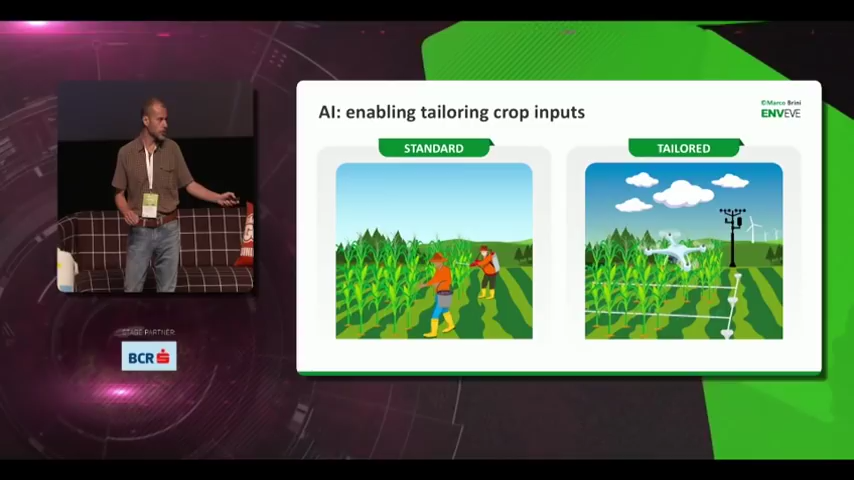 AI: enabling tailoring crop inputs
©Marco Brini
ENVEVE
STANDARD
TAILORED
STAGE PARTNER:
BCR